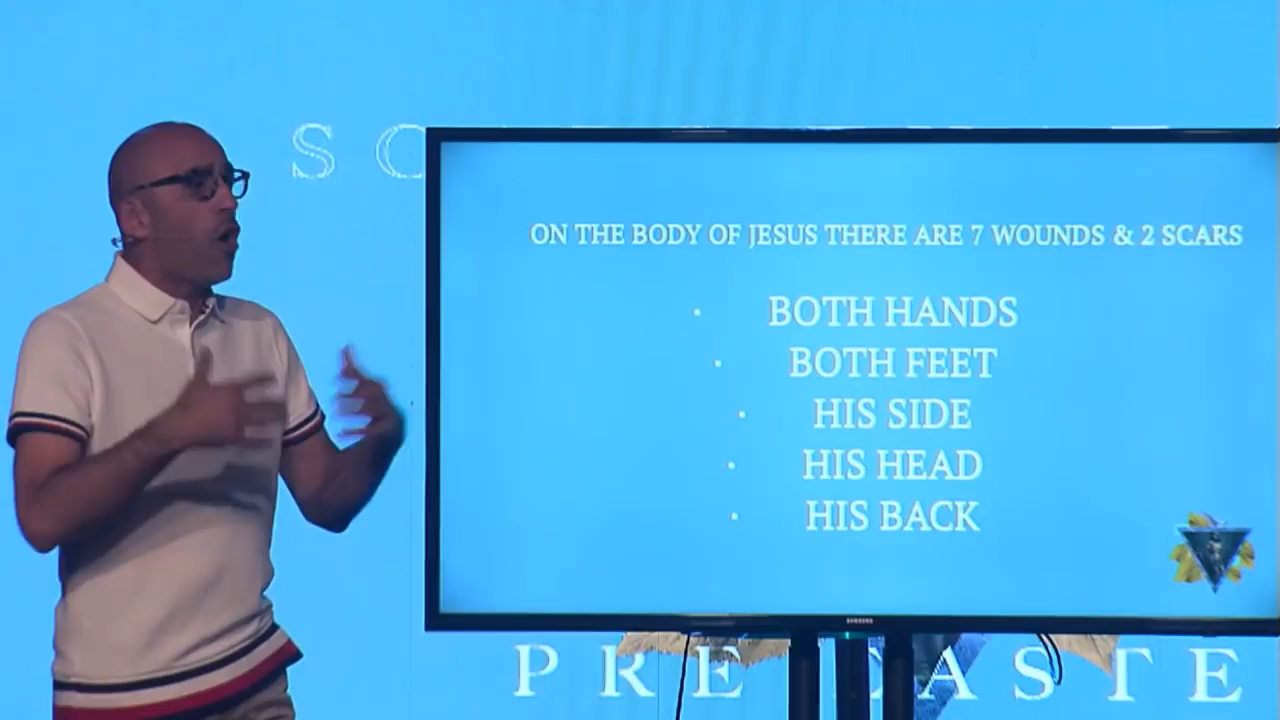 ON THE BODY OF JESUS THERE ARE 7 WOUNDS & 2 SCARS
· BOTH HANDS
· BOTH FEET
· HIS SIDE
· HIS HEAD
· HIS BACK
SAMSUNG